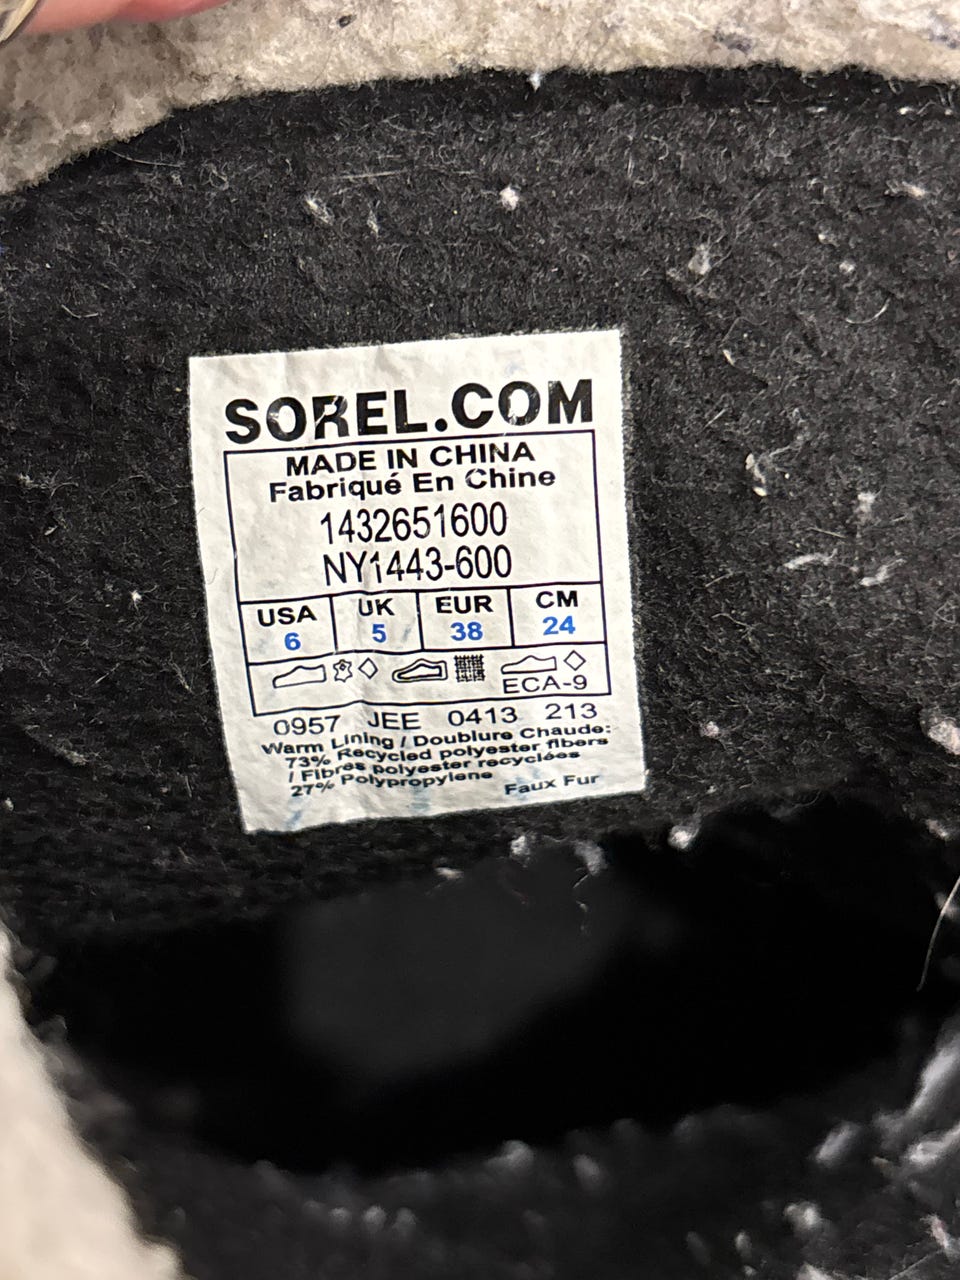 SOREL.COM
MADE IN CHINA
Fabriqué En Chine
1432651600
NY1443-600
USA UK EUR CM
6 5 38 24
ECA-9
0957 JEE 0413 213
Warm Lining / Doublure Chaude:
73% Recycled polyester fibers
/ Fibres polyester recyclées
27% Polypropylene
Faux Fur